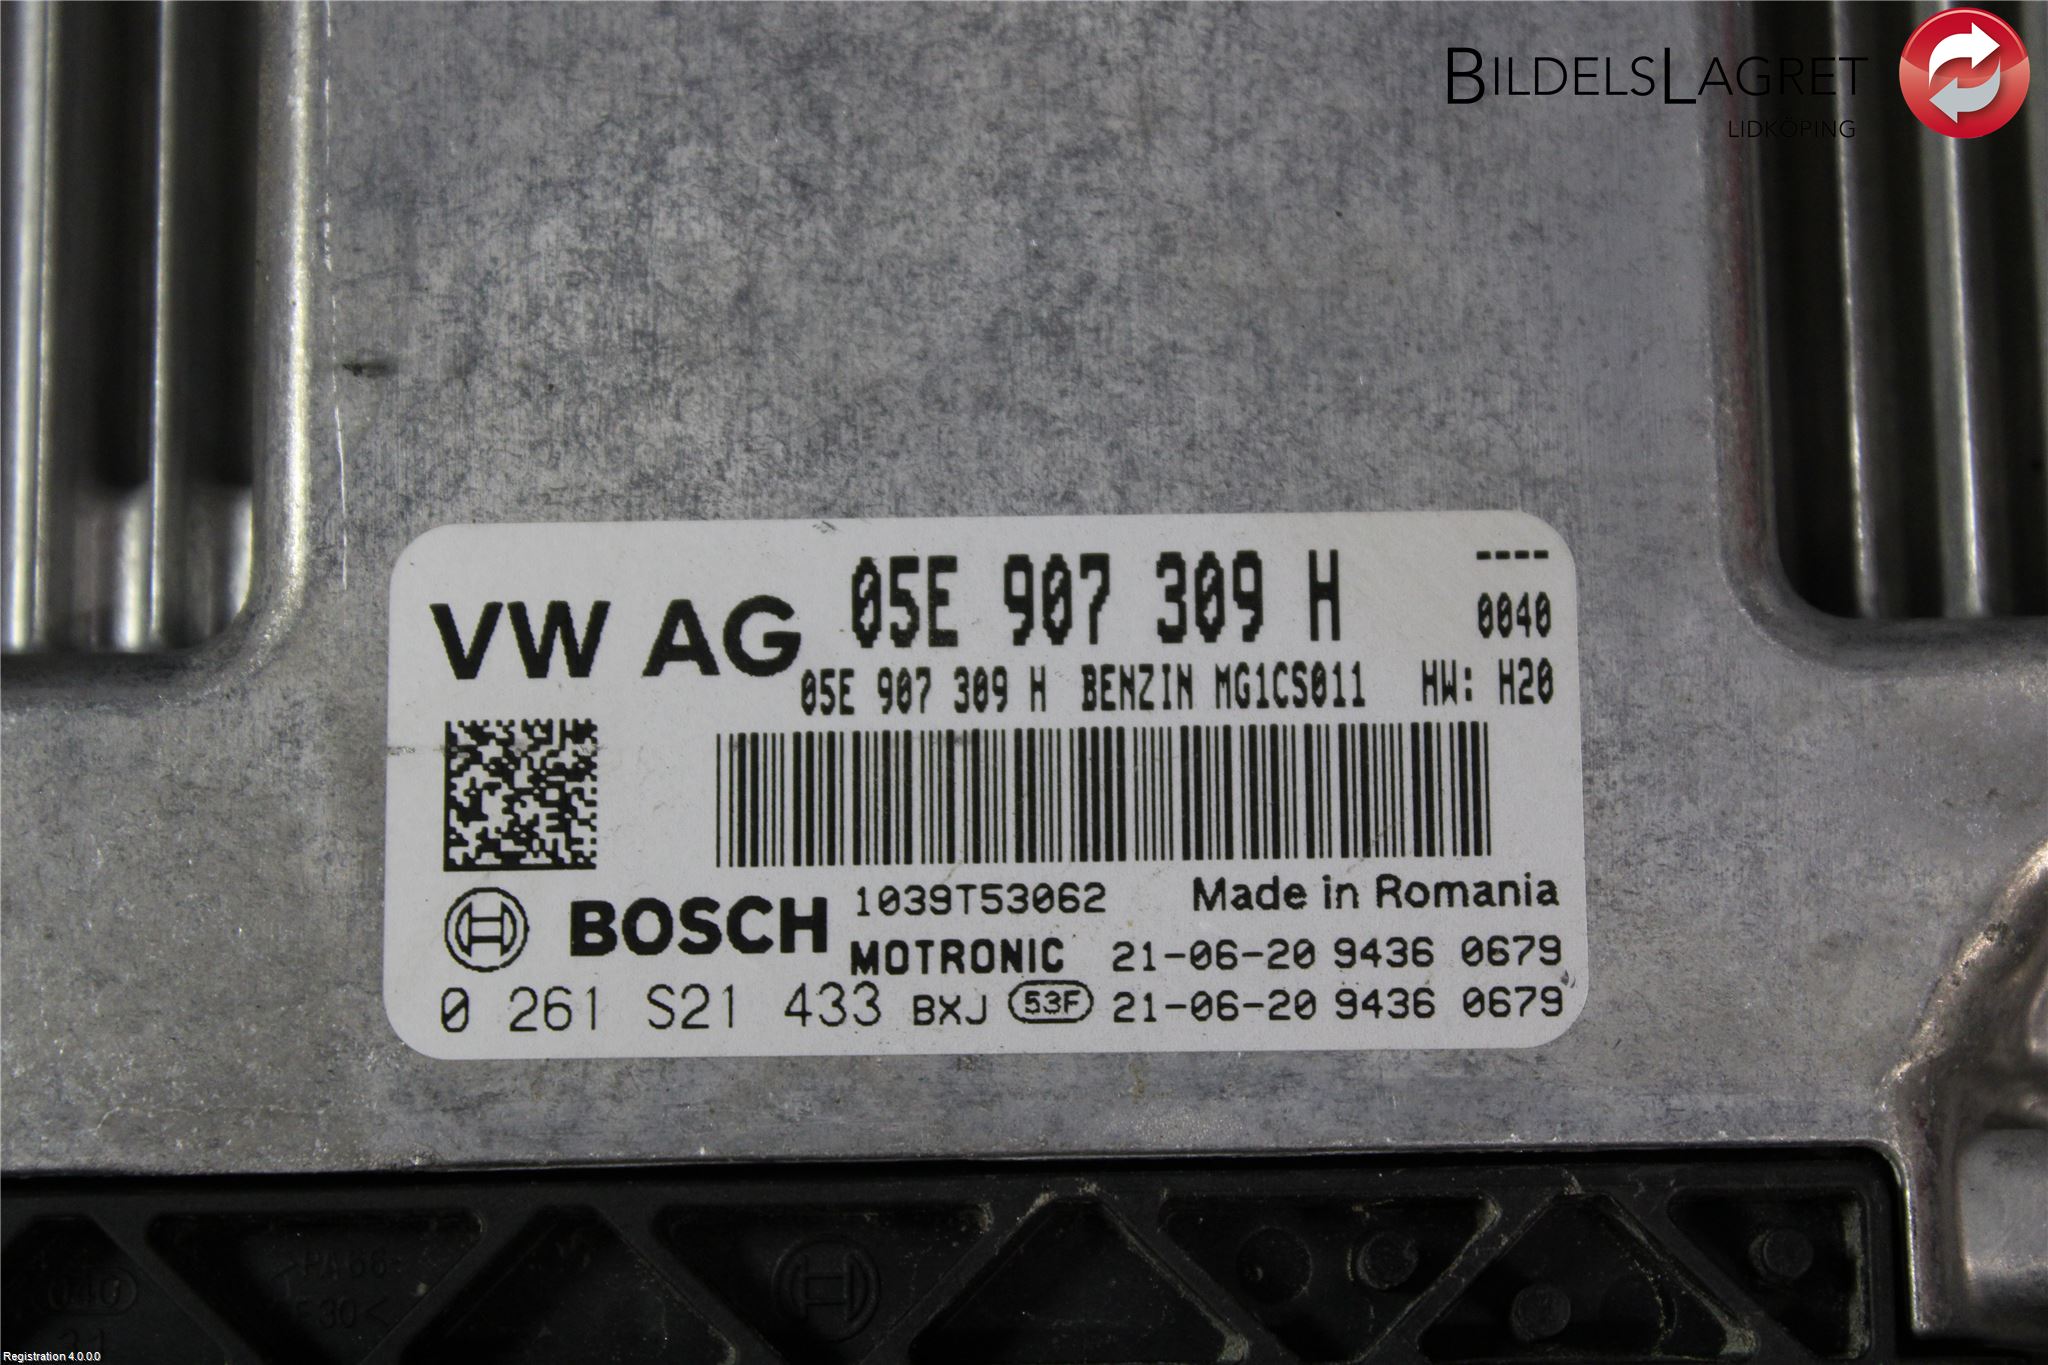 BILDELSLAGRET
LIDKÖPING
VW AG 05E 907 309 H ----
0040
05E 907 309 H BENZIN MG1CS011 HW: H20
BOSCH 1039T53062 Made in Romania
MOTRONIC 21-06-20 9436 0679
0 261 S21 433 BXJ 53F 21-06-20 9436 0679
>PA66-
30<
Registration 4.0.0.0